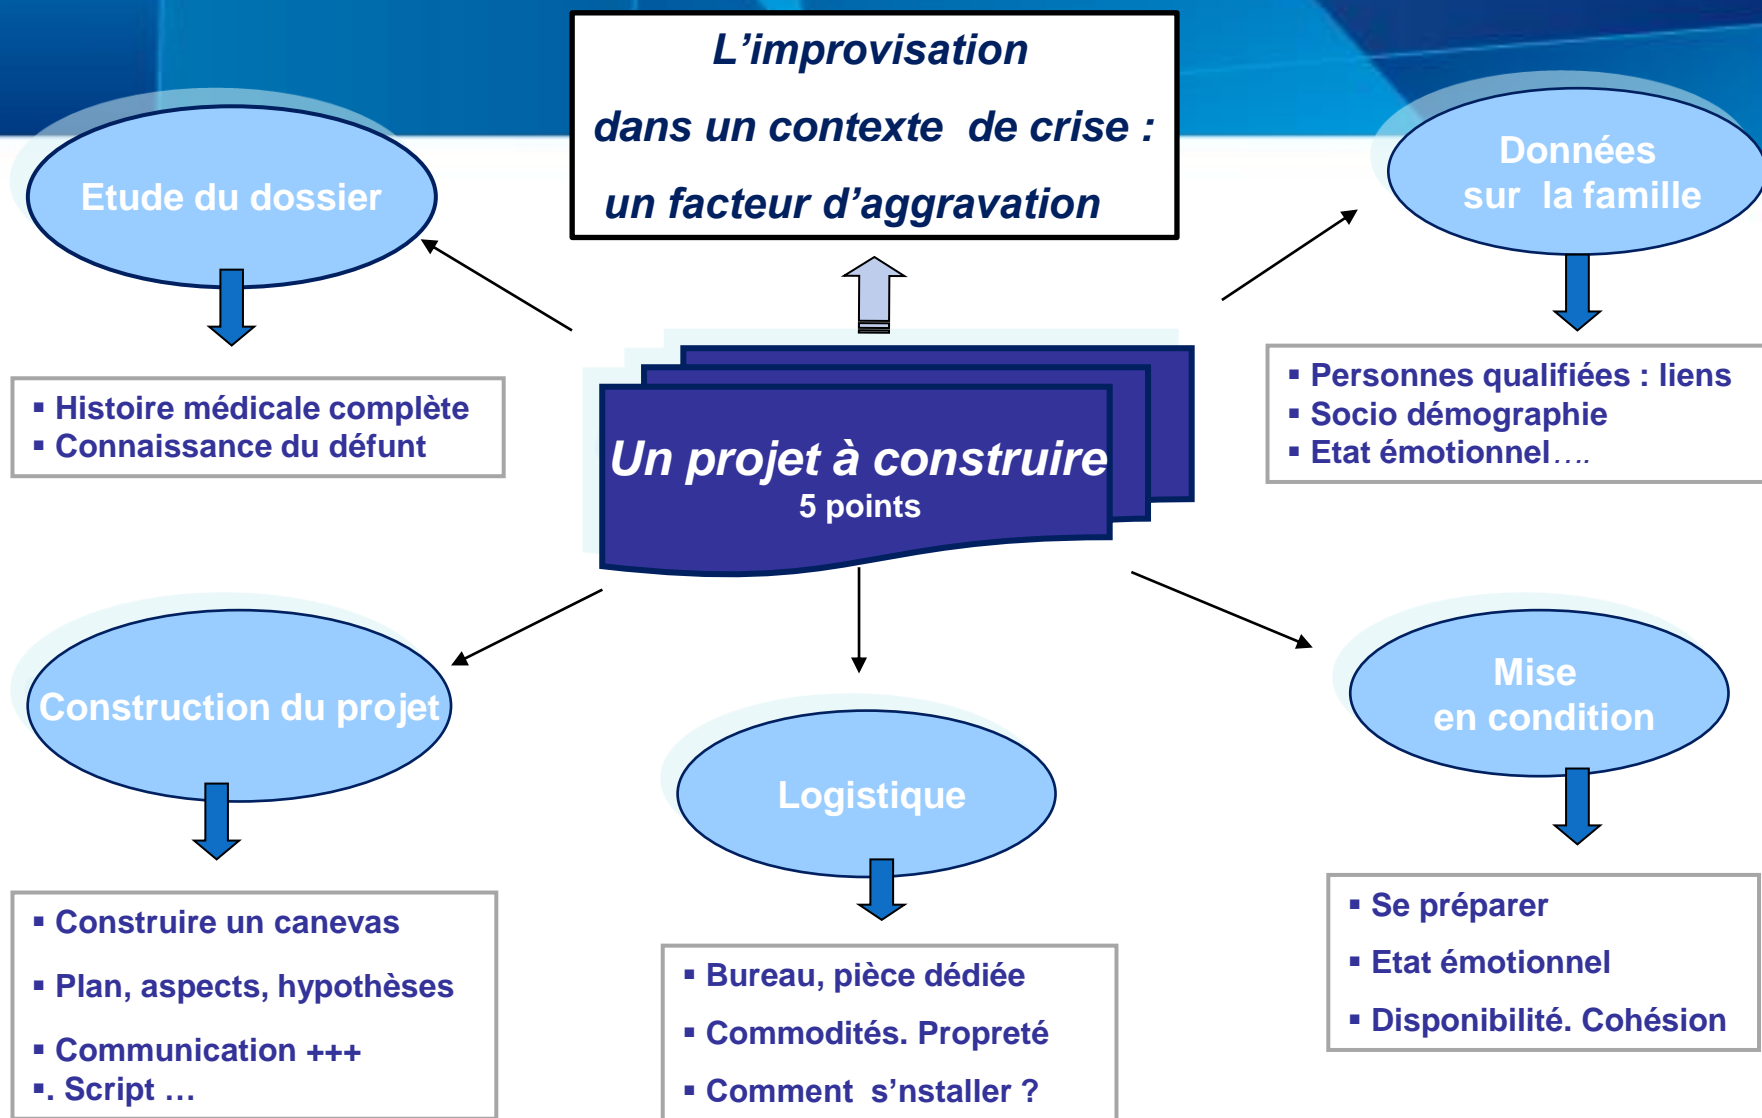 L’improvisation
dans un contexte  de crise :
un facteur d’aggravation
Etude du dossier
Données
sur  la famille
▪ Histoire médicale complète
▪ Connaissance du défunt
▪ Personnes qualifiées : liens
▪ Socio démographie
▪ Etat émotionnel….
Un projet à construire
5 points
Construction du projet
Logistique
Mise
en condition
▪ Construire un canevas
▪ Plan, aspects, hypothèses
▪ Communication +++
▪. Script …
▪ Bureau, pièce dédiée
▪ Commodités. Propreté
▪ Comment  s’nstaller ?
▪ Se préparer
▪ Etat émotionnel
▪ Disponibilité. Cohésion